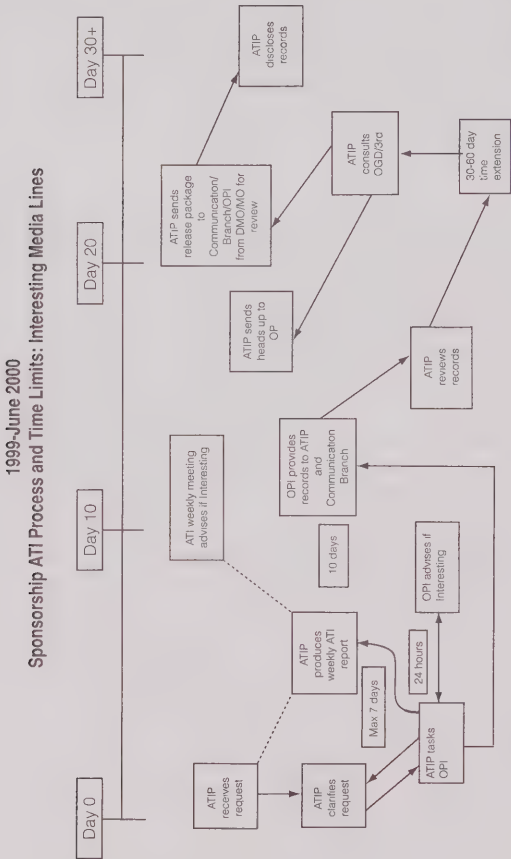 1999-June 2000
Sponsorship ATI Process and Time Limits: Interesting Media Lines
Day 0
Day 10
Day 20
Day 30+
ATIP
receives
request
ATIP
clarifies
request
ATIP tasks
OPI
Max 7 days
24 hours
OPI advises if
Interesting
ATIP
produces
weekly ATI
report
ATI weekly meeting
advises if Interesting
10 days
OPI provides
records to ATIP
and
Communication
Branch
ATIP
reviews
records
30-60 day
time
extension
ATIP
consults
OGD/3rd
ATIP sends
heads up to
OP
ATIP sends
release package
to
Communication/
Branch/OPI
from DMO/MO for
review
ATIP
discloses
records